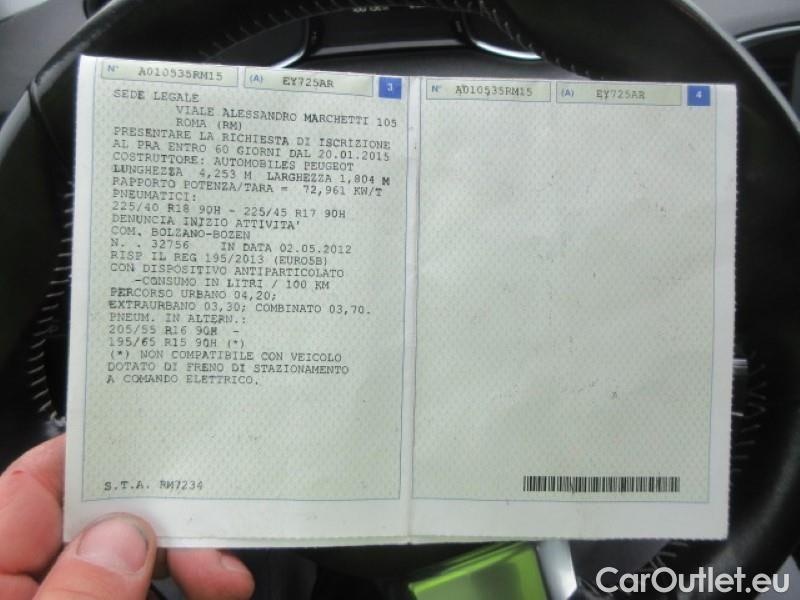 N° A010535RM15 (A) EY725AR 3
SEDE LEGALE
VIALE ALESSANDRO MARCHETTI 105
ROMA (RM)
PRESENTARE LA RICHIESTA DI ISCRIZIONE
AL PRA ENTRO 60 GIORNI DAL 20.01.2015
COSTRUTTORE: AUTOMOBILES PEUGEOT
LUNGHEZZA 4,253 M LARGHEZZA 1,804 M
RAPPORTO POTENZA/TARA = 72,961 KW/T
PNEUMATICI:
225/40 R18 90H - 225/45 R17 90H
DENUNCIA INIZIO ATTIVITA'
COM. BOLZANO-BOZEN
N. . 32756 IN DATA 02.05.2012
RISP IL REG 195/2013 (EURO5B)
CON DISPOSITIVO ANTIPARTICOLATO
-CONSUMO IN LITRI / 100 KM
PERCORSO URBANO 04,20;
EXTRAURBANO 03,30; COMBINATO 03,70.
PNEUM. IN ALTERN.:
205/55 R16 90H -
195/65 R15 90H (*)
(*) NON COMPATIBILE CON VEICOLO
DOTATO DI FRENO DI STAZIONAMENTO
A COMANDO ELETTRICO.
S.T.A. RM7234
N° A010535RM15 (A) EY725AR 4
CarOutlet.eu